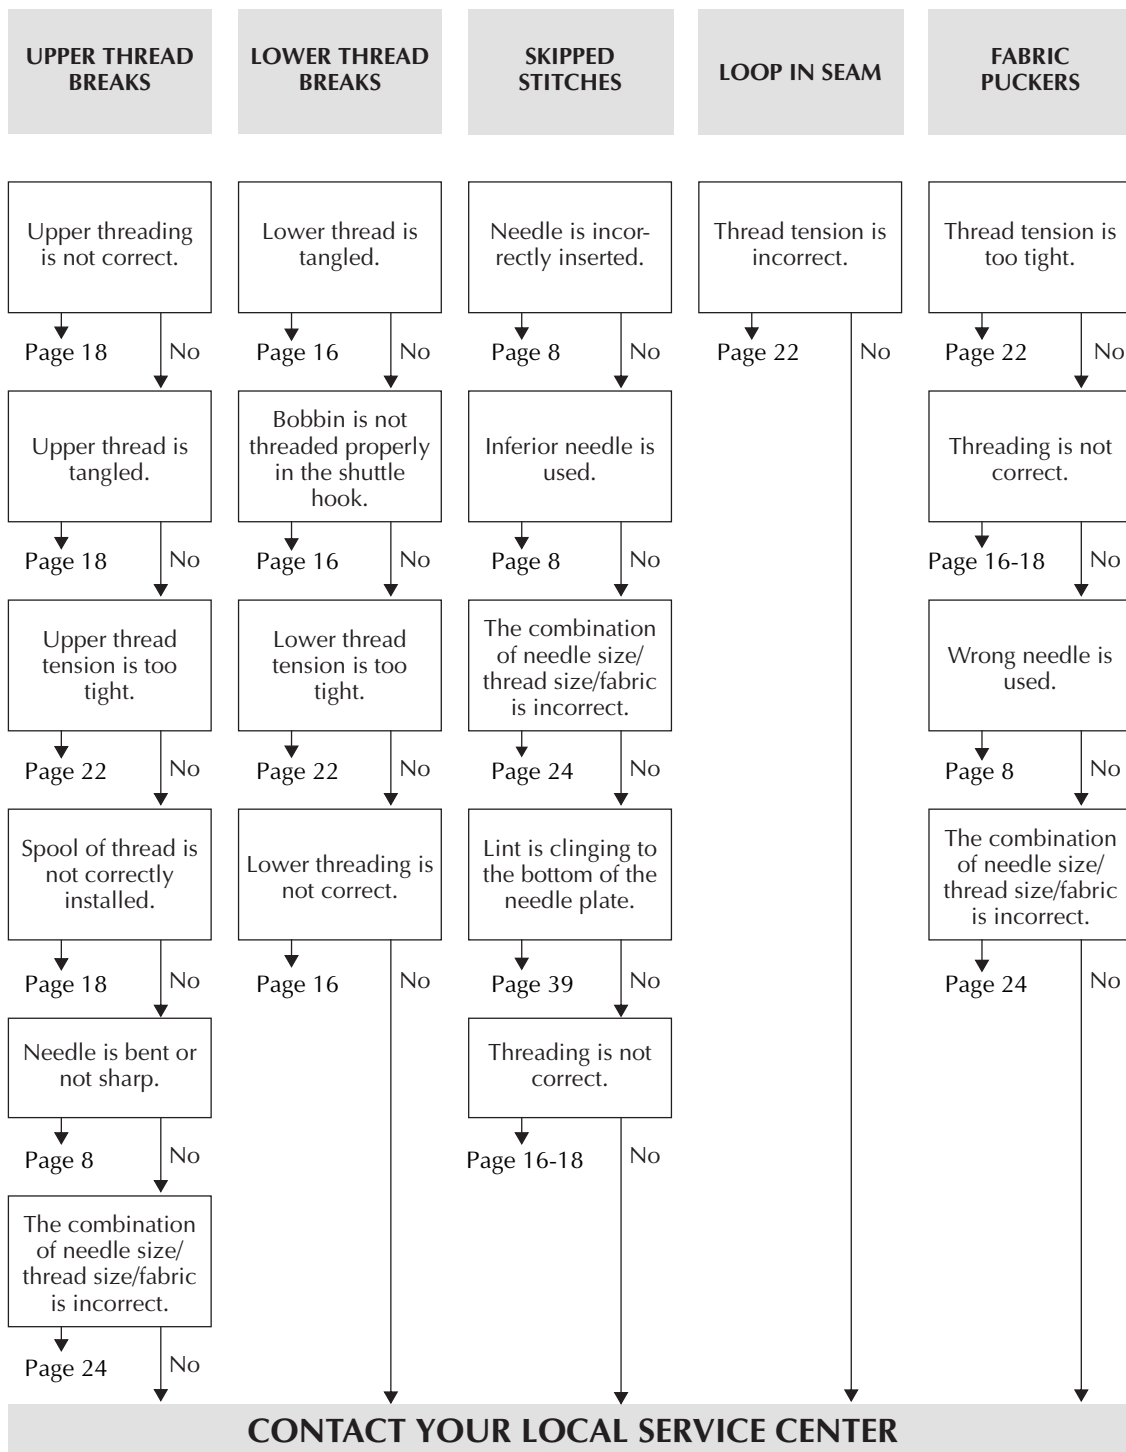 UPPER THREAD
BREAKS
LOWER THREAD
BREAKS
SKIPPED
STITCHES
LOOP IN SEAM
FABRIC
PUCKERS
Upper threading
is not correct.
Page 18
No
Upper thread is
tangled.
Page 18
No
Upper thread
tension is too
tight.
Page 22
No
Spool of thread is
not correctly
installed.
Page 18
No
Needle is bent or
not sharp.
Page 8
No
The combination
of needle size/
thread size/fabric
is incorrect.
Page 24
No
Lower thread is
tangled.
Page 16
No
Bobbin is not
threaded properly
in the shuttle
hook.
Page 16
No
Lower thread
tension is too
tight.
Page 22
No
Lower threading is
not correct.
Page 16
No
Needle is incor-
rectly inserted.
Page 8
No
Inferior needle is
used.
Page 8
No
The combination
of needle size/
thread size/fabric
is incorrect.
Page 24
No
Lint is clinging to
the bottom of the
needle plate.
Page 39
No
Threading is not
correct.
Page 16-18
No
Thread tension is
incorrect.
Page 22
No
Thread tension is
too tight.
Page 22
No
Threading is not
correct.
Page 16-18
No
Wrong needle is
used.
Page 8
No
The combination
of needle size/
thread size/fabric
is incorrect.
Page 24
No
CONTACT YOUR LOCAL SERVICE CENTER